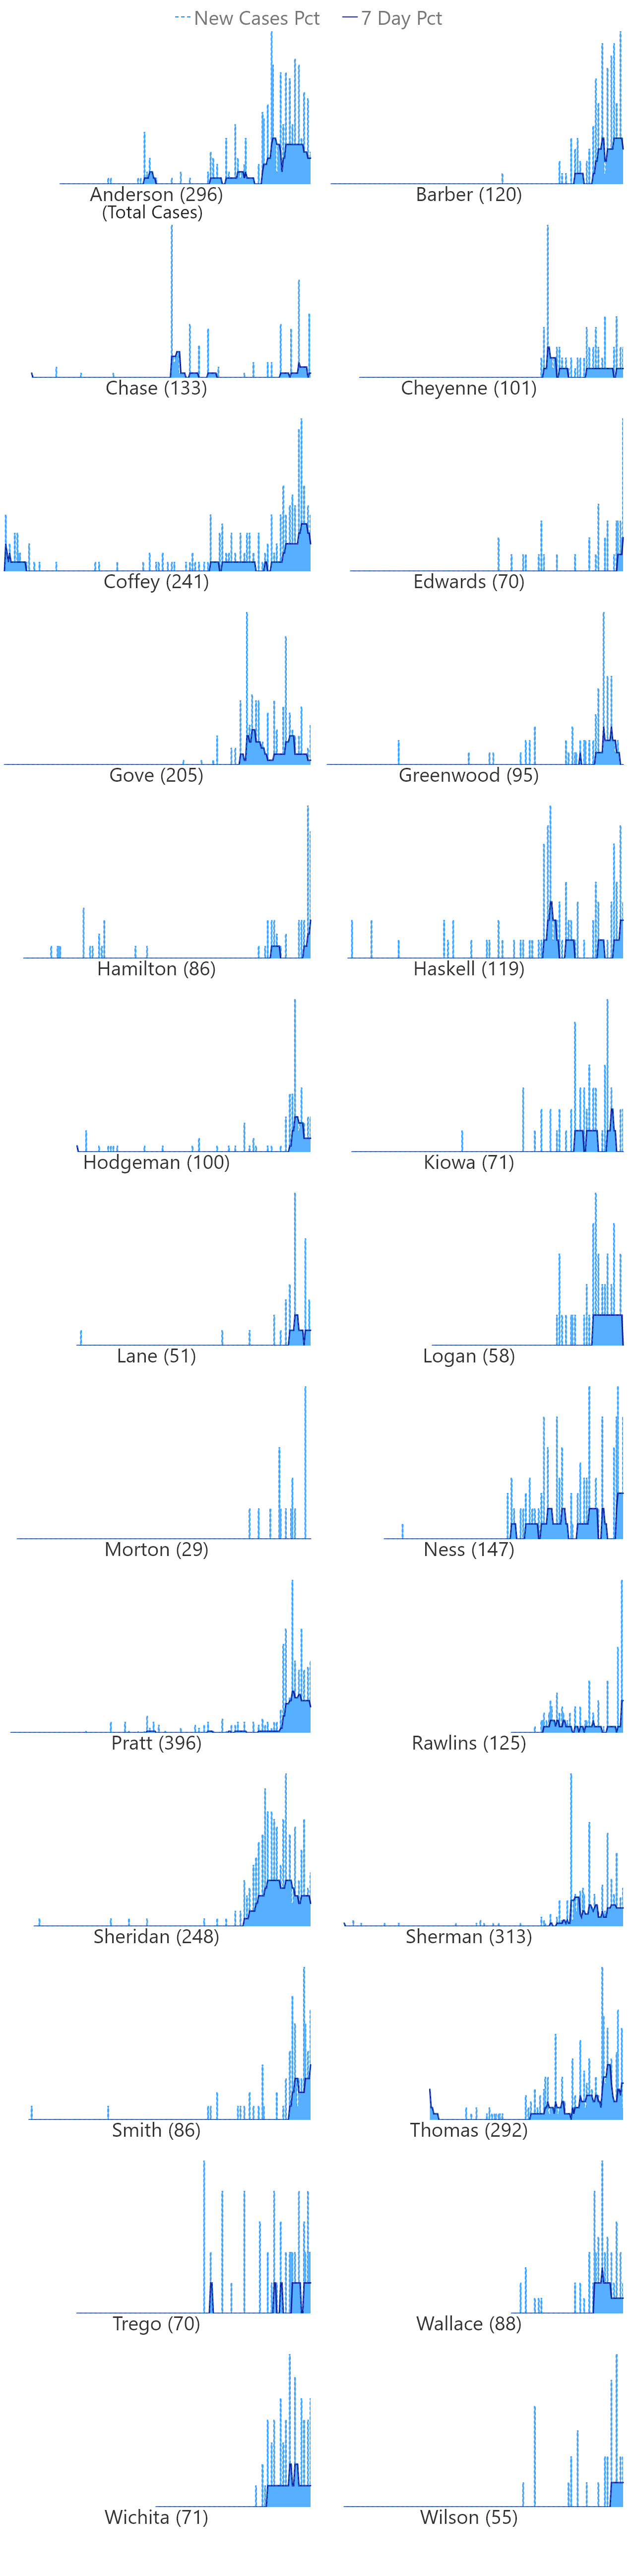 New Cases Pct 7 Day Pct
Anderson (296) Barber (120)
(Total Cases)
Chase (133) Cheyenne (101)
Coffey (241) Edwards (70)
Gove (205) Greenwood (95)
Hamilton (86) Haskell (119)
Hodgeman (100) Kiowa (71)
Lane (51) Logan (58)
Morton (29) Ness (147)
Pratt (396) Rawlins (125)
Sheridan (248) Sherman (313)
Smith (86) Thomas (292)
Trego (70) Wallace (88)
Wichita (71) Wilson (55)